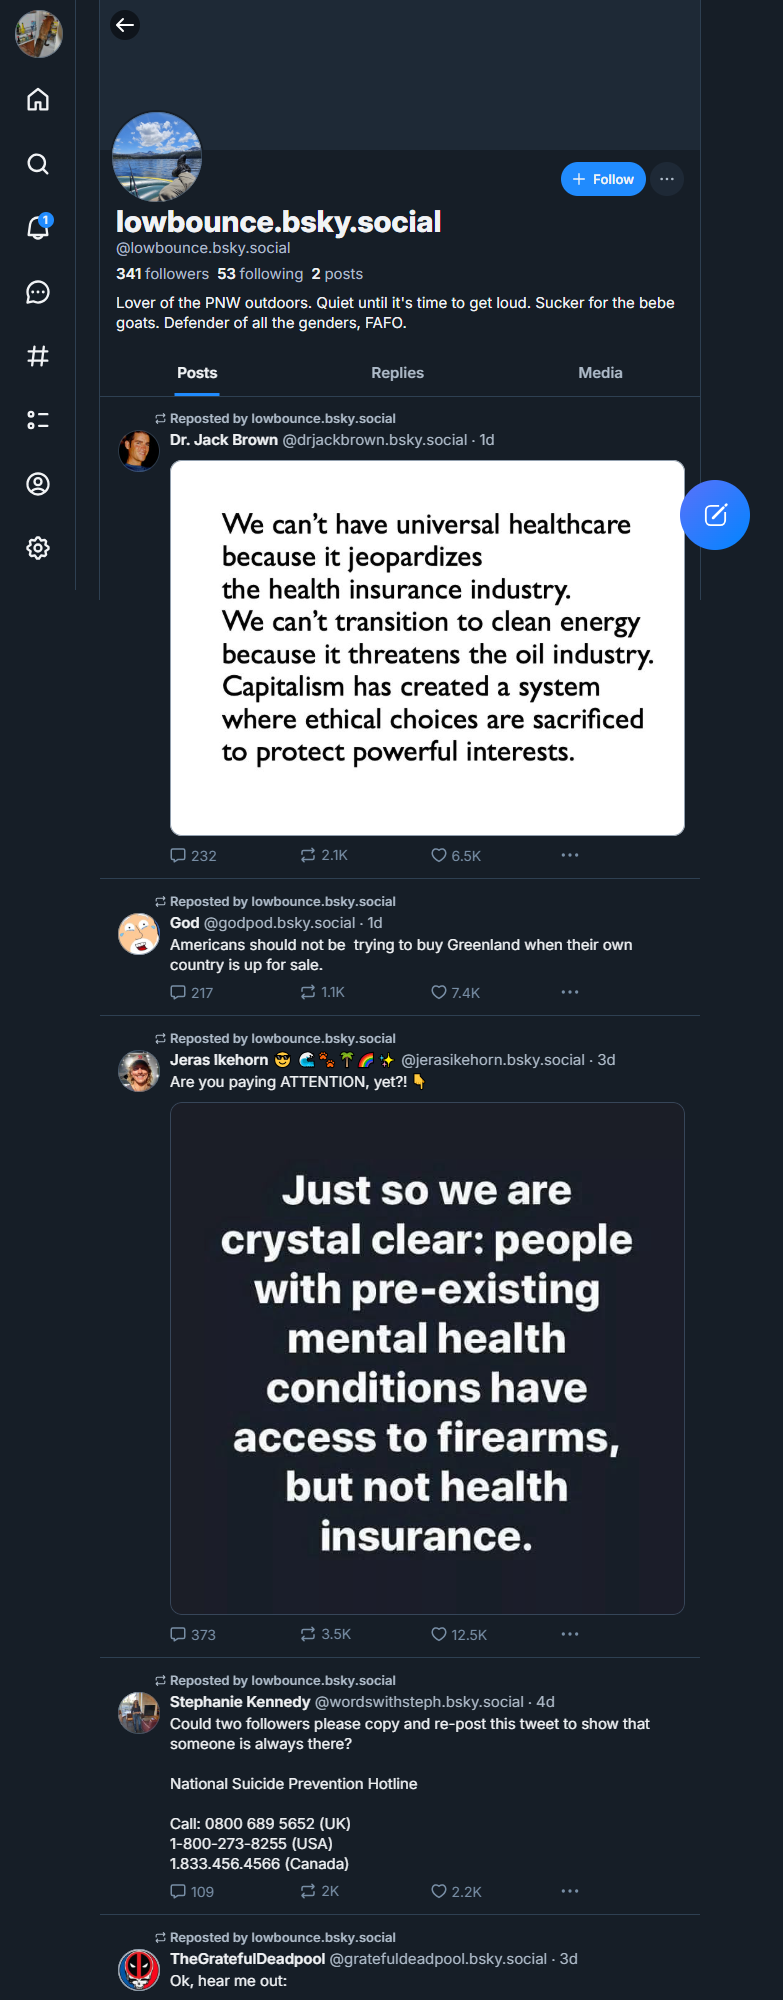 1
+ Follow
lowbounce.bsky.social
@lowbounce.bsky.social
341 followers 53 following 2 posts
Lover of the PNW outdoors. Quiet until it's time to get loud. Sucker for the bebe
goats. Defender of all the genders, FAFO.
Posts Replies Media
Reposted by lowbounce.bsky.social
Dr. Jack Brown @drjackbrown.bsky.social · 1d
We can’t have universal healthcare
because it jeopardizes
the health insurance industry.
We can’t transition to clean energy
because it threatens the oil industry.
Capitalism has created a system
where ethical choices are sacrificed
to protect powerful interests.
232 2.1K 6.5K
Reposted by lowbounce.bsky.social
God @godpod.bsky.social · 1d
Americans should not be  trying to buy Greenland when their own
country is up for sale.
217 1.1K 7.4K
Reposted by lowbounce.bsky.social
Jeras Ikehorn 😎 🌊🐾🌴🌈✨ @jerasikehorn.bsky.social · 3d
Are you paying ATTENTION, yet?! 👇
Just so we are
crystal clear: people
with pre-existing
mental health
conditions have
access to firearms,
but not health
insurance.
373 3.5K 12.5K
Reposted by lowbounce.bsky.social
Stephanie Kennedy @wordswithsteph.bsky.social · 4d
Could two followers please copy and re-post this tweet to show that
someone is always there?
National Suicide Prevention Hotline
Call: 0800 689 5652 (UK)
1-800-273-8255 (USA)
1.833.456.4566 (Canada)
109 2K 2.2K
Reposted by lowbounce.bsky.social
TheGratefulDeadpool @gratefuldeadpool.bsky.social · 3d
Ok, hear me out: